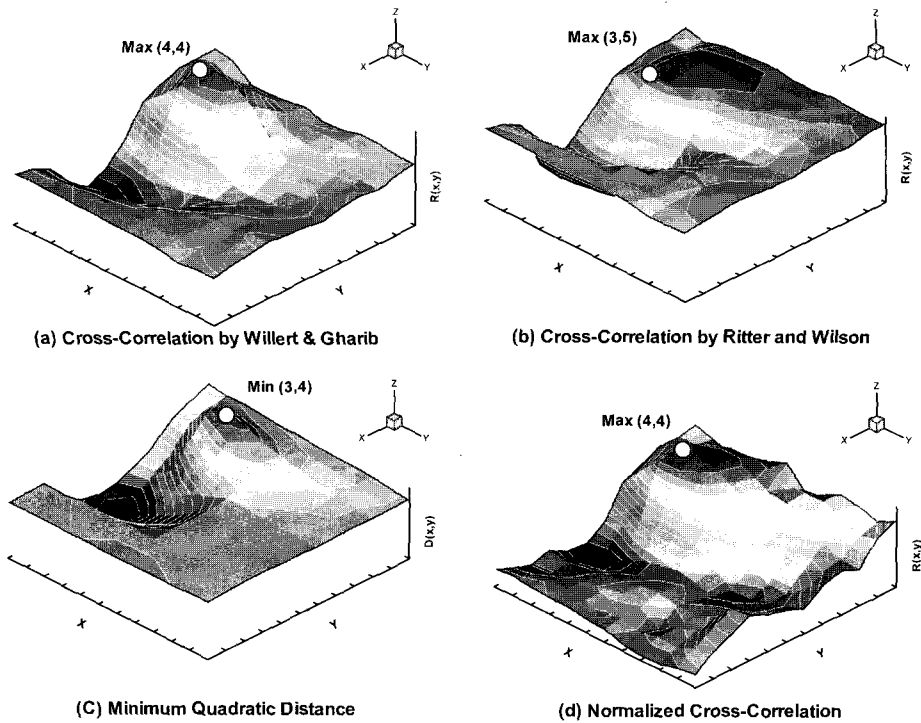 Max (4,4)
Z
X
Y
R(x,y)
X
Y
(a) Cross-Correlation by Willert & Gharib
Max (3,5)
Z
X
Y
R(x,y)
X
Y
(b) Cross-Correlation by Ritter and Wilson
Min (3,4)
Z
X
Y
D(x,y)
X
Y
(C) Minimum Quadratic Distance
Max (4,4)
Z
X
Y
R(x,y)
X
Y
(d) Normalized Cross-Correlation